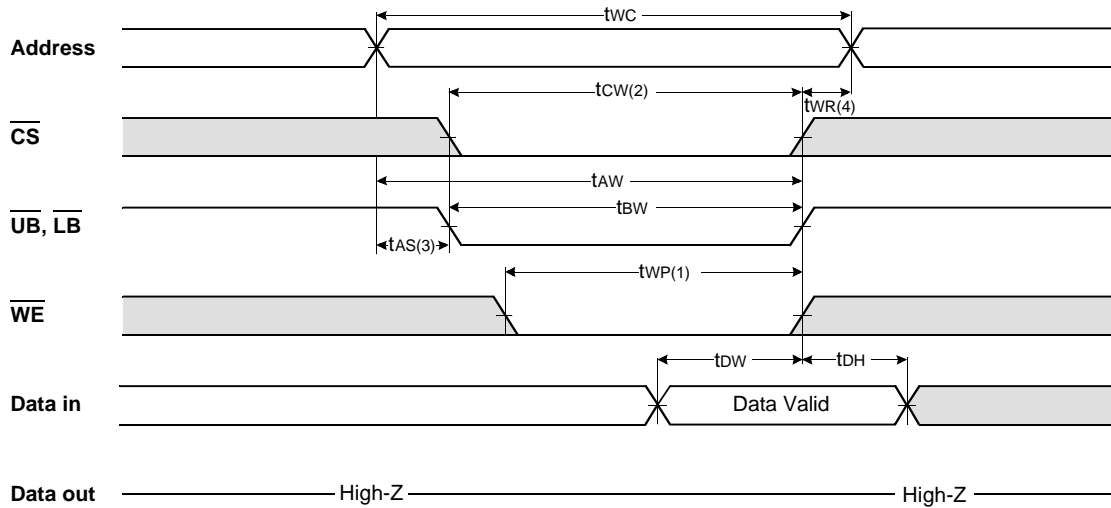 tWC
Address
tCW(2)
tWR(4)
CS
tAW
UB, LB
tBW
tAS(3)
tWP(1)
WE
tDW
tDH
Data in
Data Valid
Data out
High-Z
High-Z